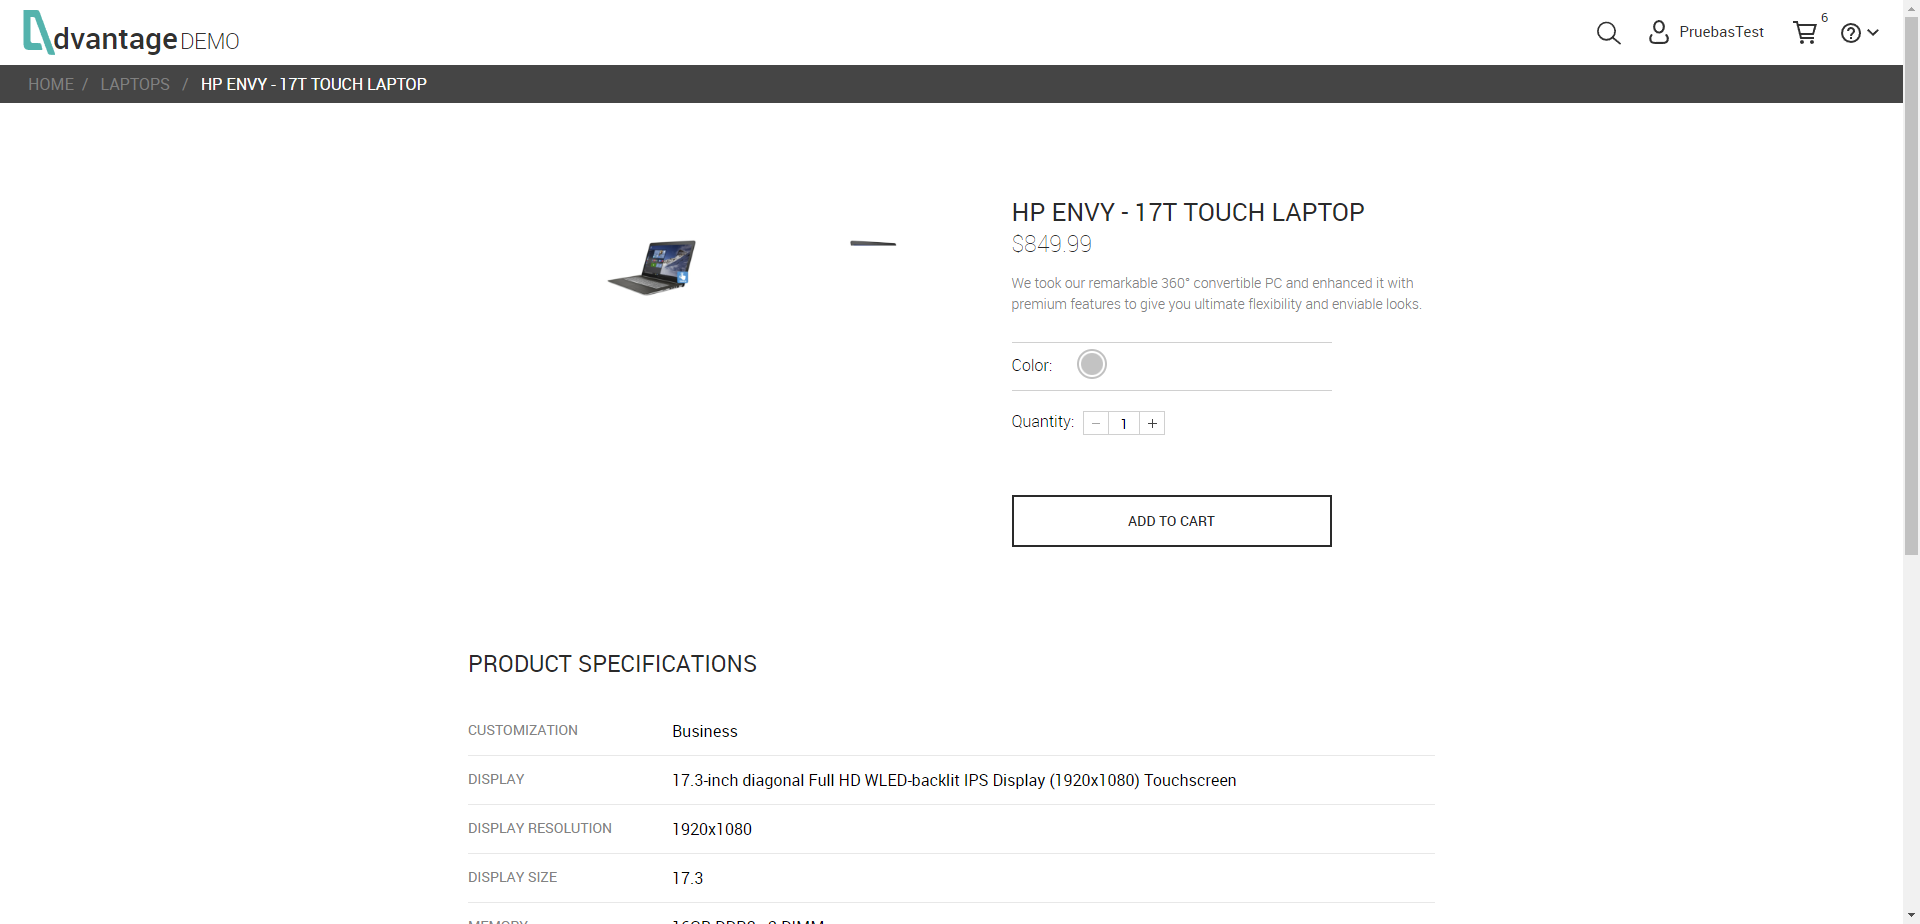 dvantage DEMO
PruebasTest
6
HOME / LAPTOPS / HP ENVY - 17T TOUCH LAPTOP
HP ENVY - 17T TOUCH LAPTOP
$849.99
We took our remarkable 360° convertible PC and enhanced it with
premium features to give you ultimate flexibility and enviable looks.
Color:
Quantity: - 1 +
ADD TO CART
PRODUCT SPECIFICATIONS
CUSTOMIZATION Business
DISPLAY 17.3-inch diagonal Full HD WLED-backlit IPS Display (1920x1080) Touchscreen
DISPLAY RESOLUTION 1920x1080
DISPLAY SIZE 17.3